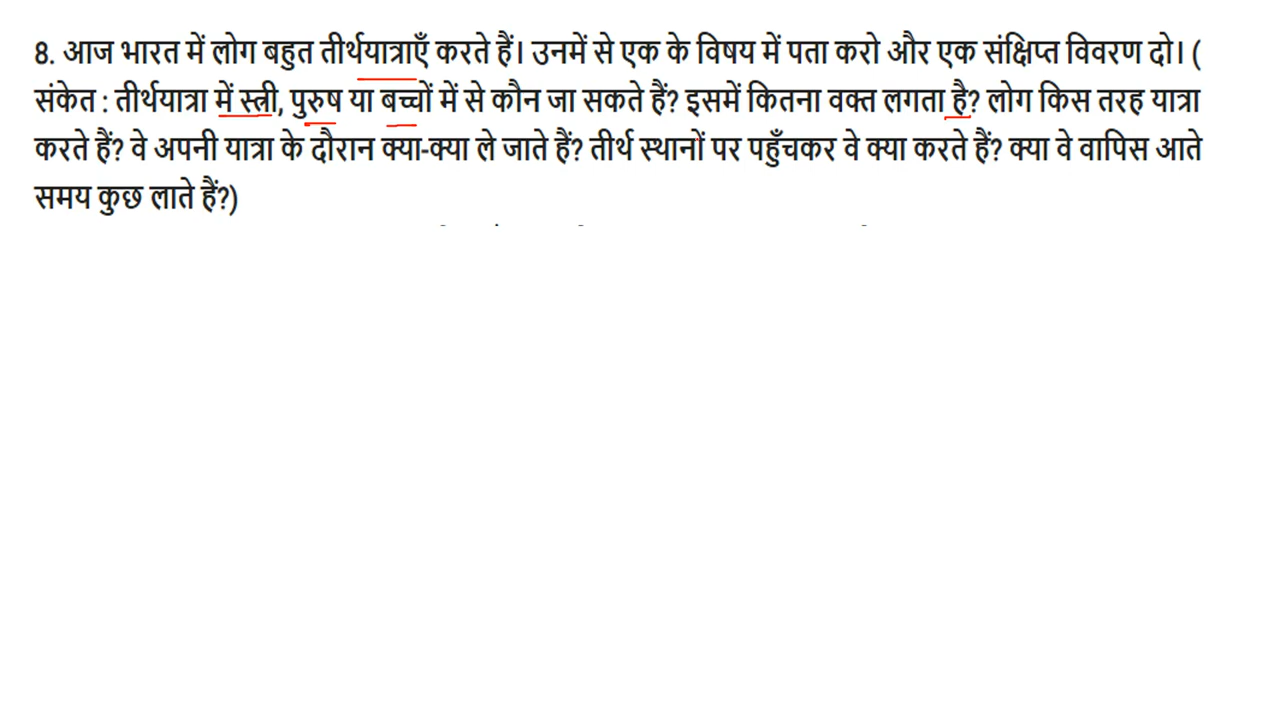 8. आज भारत में लोग बहुत तीर्थयात्राएँ करते हैं। उनमें से एक के विषय में पता करो और एक संक्षिप्त विवरण दो। (
संकेत : तीर्थयात्रा में स्त्री, पुरुष या बच्चों में से कौन जा सकते हैं? इसमें कितना वक्त लगता है? लोग किस तरह यात्रा
करते हैं? वे अपनी यात्रा के दौरान क्या-क्या ले जाते हैं? तीर्थ स्थानों पर पहुँचकर वे क्या करते हैं? क्या वे वापिस आते
समय कुछ लाते हैं?)